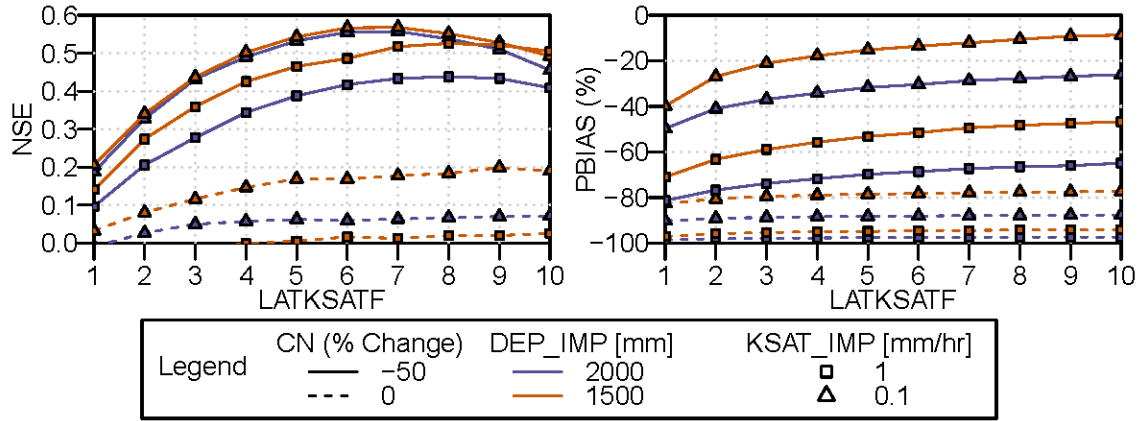 0.6
0.5
0.4
0.3
0.2
0.1
0.0
NSE
1 2 3 4 5 6 7 8 9 10
LATKSATF
0
−20
−40
−60
−80
−100
PBIAS (%)
1 2 3 4 5 6 7 8 9 10
LATKSATF
Legend
CN (% Change) DEP_IMP [mm] KSAT_IMP [mm/hr]
−50 2000 1
0 1500 0.1